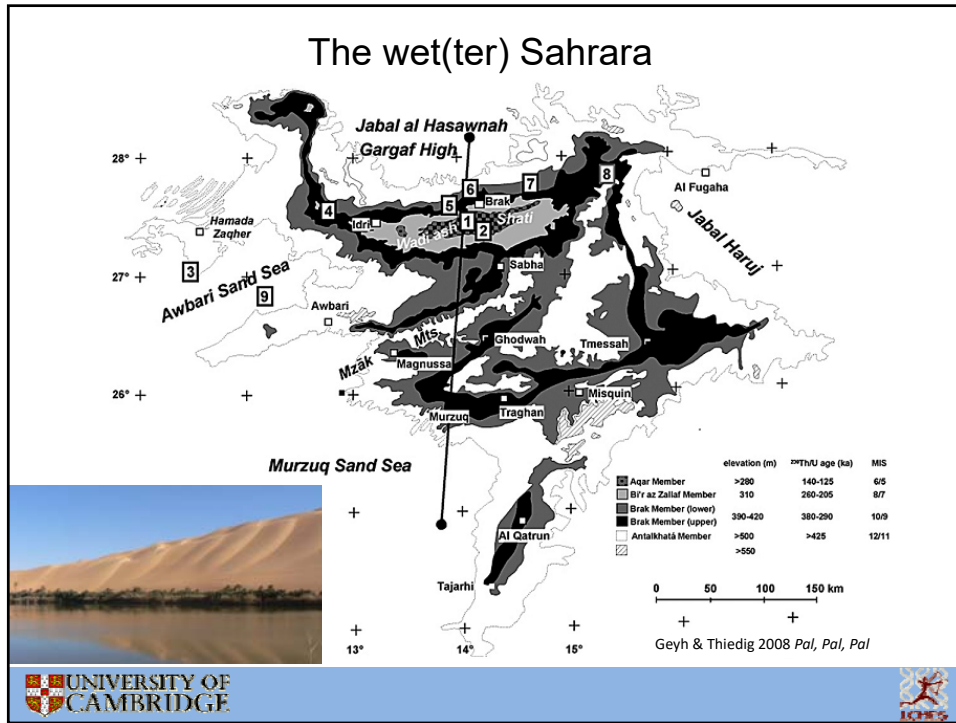 The wet(ter) Sahrara
Jabal al Hasawnah
Gargaf High
28°
27°
26°
Hamada
Zaqher
3
Awbari Sand Sea
9
4
Idri
5
6
7
8
Brak
1
2
Wadi ash Shati
Al Fugaha
Jabal Haruj
Sabha
Awbari
Mzāk Mts.
Ghodwah
Tmessah
Magnussa
Misquin
Murzuq
Traghan
Murzuq Sand Sea
Al Qatrun
Tajarhi
elevation (m) ²³⁰Th/U age (ka) MIS
Aqar Member >280 140-125 6/5
Bi'r az Zallaf Member 310 260-205 8/7
Brak Member (lower)
390-420 380-290 10/9
Brak Member (upper)
Antalkhatá Member >500 >425 12/11
>550
0 50 100 150 km
13° 14° 15°
Geyh & Thiedig 2008 Pal, Pal, Pal
UNIVERSITY OF
CAMBRIDGE
LCHES